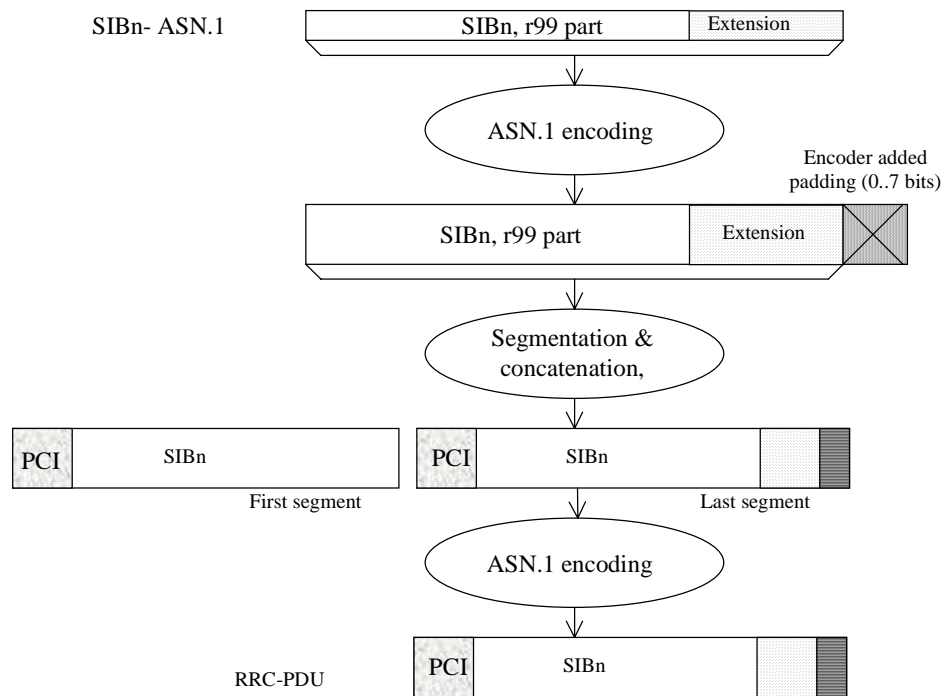 SIBn- ASN.1
SIBn, r99 part
Extension
ASN.1 encoding
Encoder added
padding (0..7 bits)
SIBn, r99 part
Extension
Segmentation &
concatenation,
PCI
SIBn
PCI
SIBn
First segment
Last segment
ASN.1 encoding
RRC-PDU
PCI
SIBn